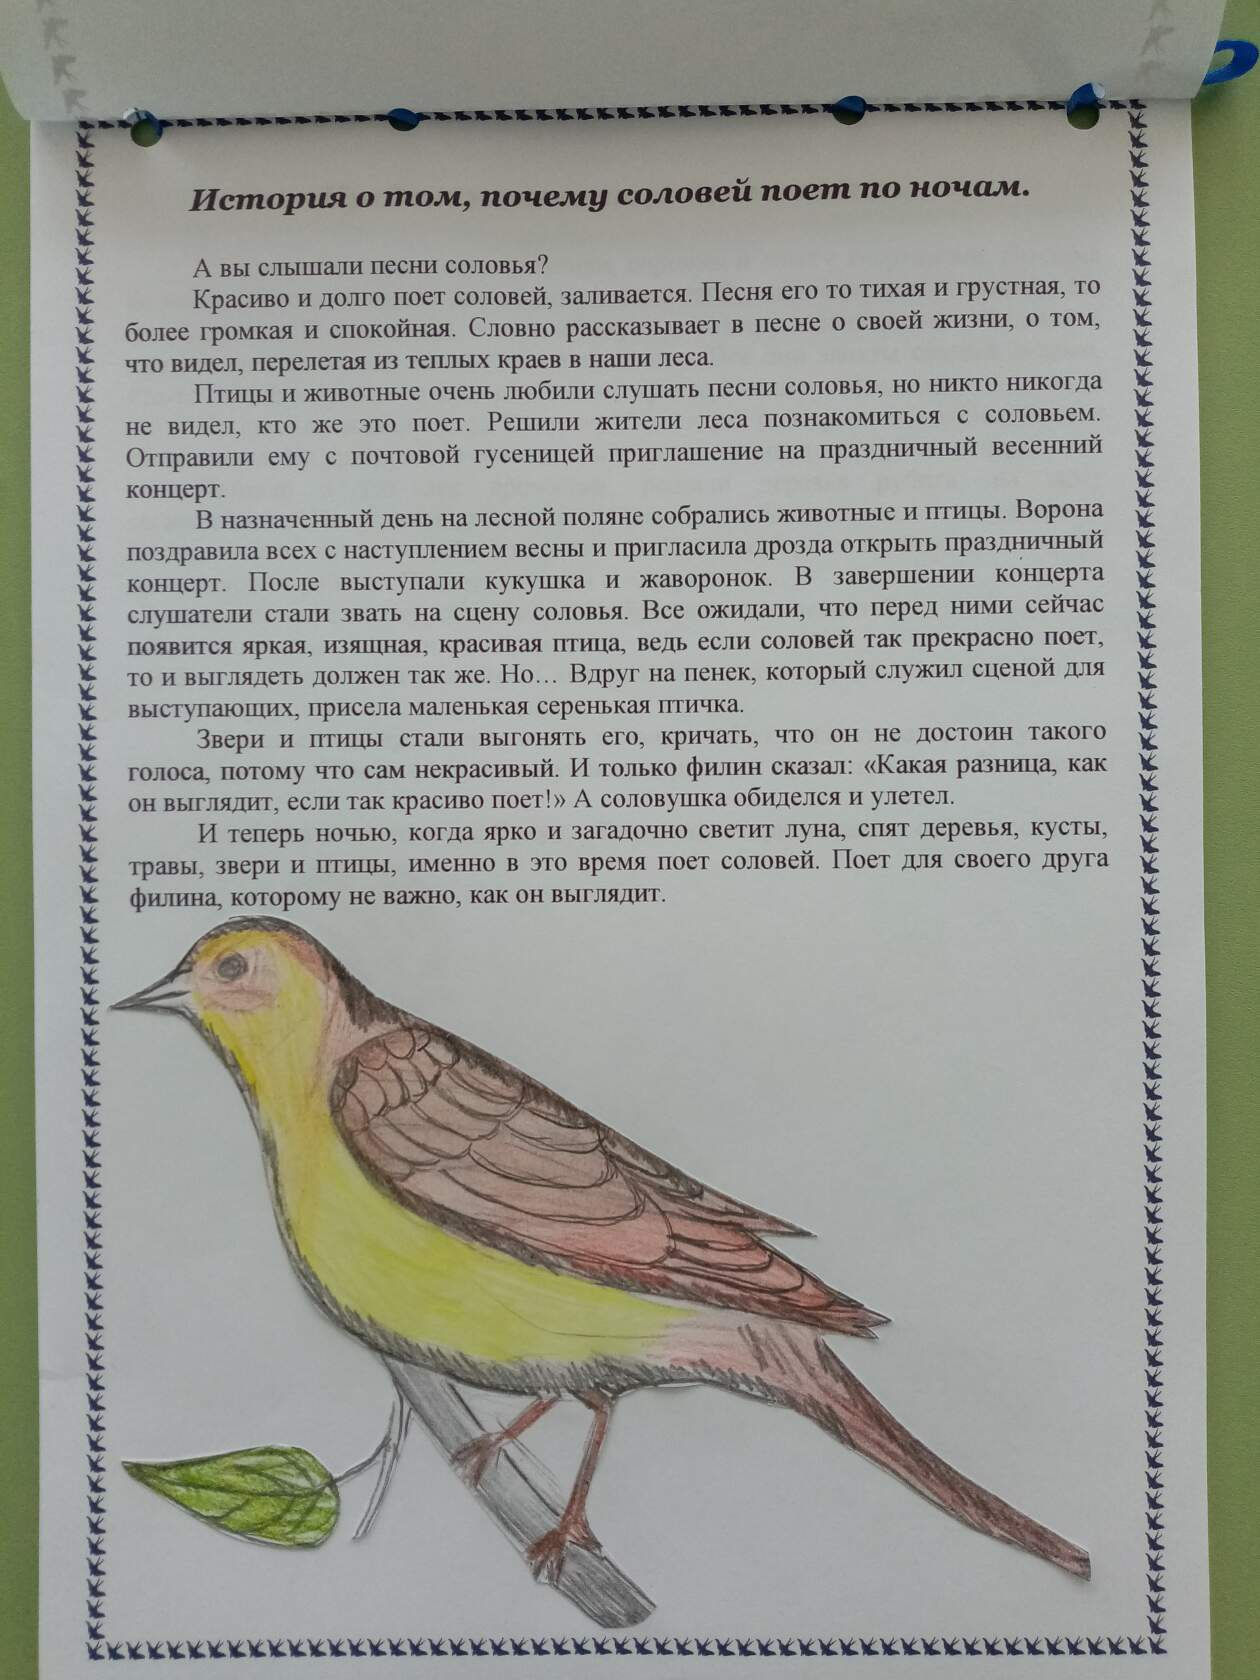 История о том, почему соловей поет по ночам.
А вы слышали песни соловья?
Красиво и долго поет соловей, заливается. Песня его то тихая и грустная, то
более громкая и спокойная. Словно рассказывает в песне о своей жизни, о том,
что видел, перелетая из теплых краев в наши леса.
Птицы и животные очень любили слушать песни соловья, но никто никогда
не видел, кто же это поет. Решили жители леса познакомиться с соловьем.
Отправили ему с почтовой гусеницей приглашение на праздничный весенний
концерт.
В назначенный день на лесной поляне собрались животные и птицы. Ворона
поздравила всех с наступлением весны и пригласила дрозда открыть праздничный
концерт. После выступали кукушка и жаворонок. В завершении концерта
слушатели стали звать на сцену соловья. Все ожидали, что перед ними сейчас
появится яркая, изящная, красивая птица, ведь если соловей так прекрасно поет,
то и выглядеть должен так же. Но… Вдруг на пенек, который служил сценой для
выступающих, присела маленькая серенькая птичка.
Звери и птицы стали выгонять его, кричать, что он не достоин такого
голоса, потому что сам некрасивый. И только филин сказал: «Какая разница, как
он выглядит, если так красиво поет!» А соловушка обиделся и улетел.
И теперь ночью, когда ярко и загадочно светит луна, спят деревья, кусты,
травы, звери и птицы, именно в это время поет соловей. Поет для своего друга
филина, которому не важно, как он выглядит.